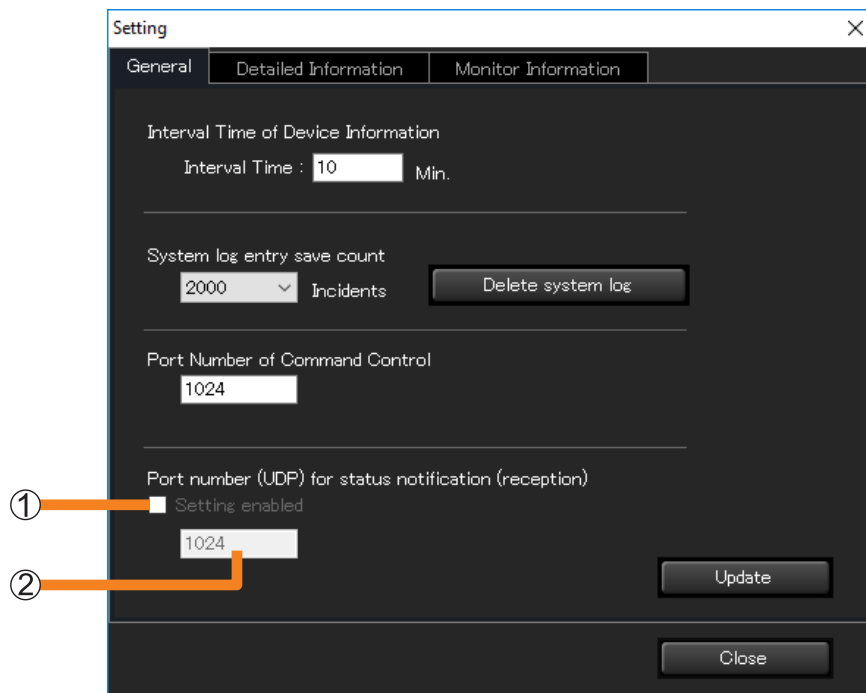 Setting
General Detailed Information Monitor Information
Interval Time of Device Information
Interval Time : 10 Min.
System log entry save count
2000 Incidents Delete system log
Port Number of Command Control
1024
Port number (UDP) for status notification (reception)
① Setting enabled
1024
②
Update
Close